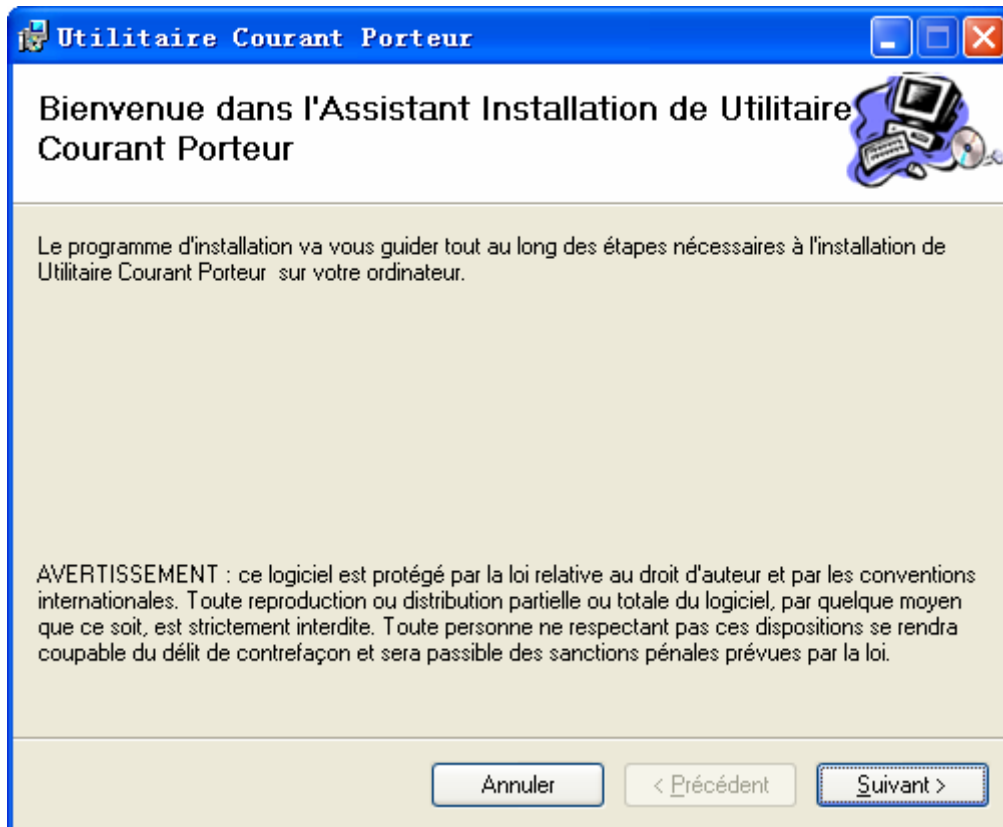 Utilitaire Courant Porteur
Bienvenue dans l'Assistant Installation de Utilitaire
Courant Porteur
Le programme d'installation va vous guider tout au long des étapes nécessaires à l'installation de
Utilitaire Courant Porteur  sur votre ordinateur.
AVERTISSEMENT : ce logiciel est protégé par la loi relative au droit d'auteur et par les conventions
internationales. Toute reproduction ou distribution partielle ou totale du logiciel, par quelque moyen
que ce soit, est strictement interdite. Toute personne ne respectant pas ces dispositions se rendra
coupable du délit de contrefaçon et sera passible des sanctions pénales prévues par la loi.
Annuler
< Précédent
Suivant >